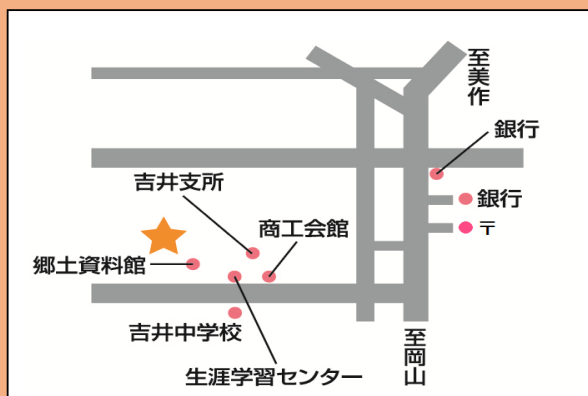 至美作
銀行
銀行
〒
吉井支所
商工会館
郷土資料館
吉井中学校
生涯学習センター
至岡山